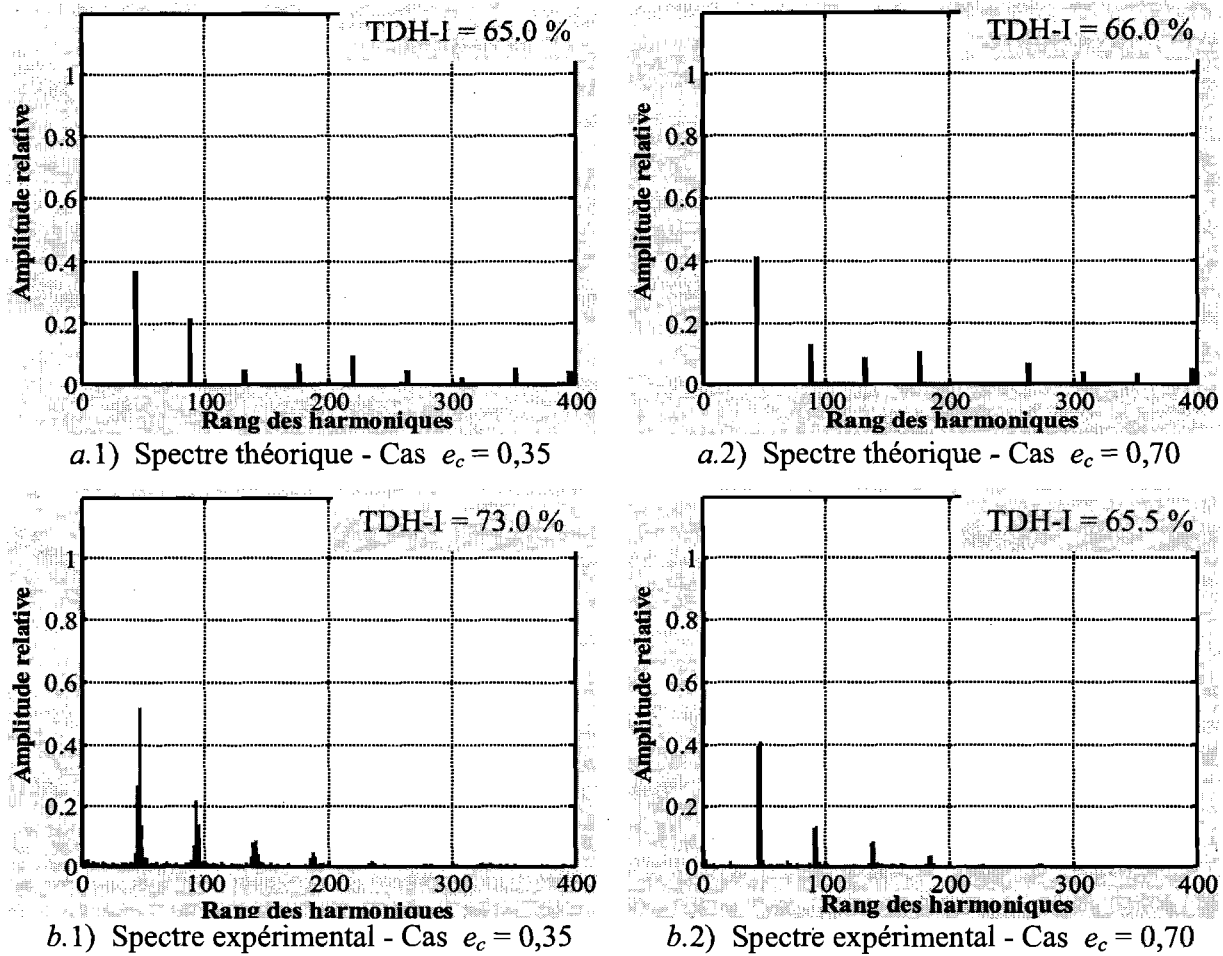 TDH-I = 65.0 %
Amplitude relative
1
0.8
0.6
0.4
0.2
0
0 100 200 300 400
Rang des harmoniques
a.1) Spectre théorique - Cas e_c = 0,35
TDH-I = 66.0 %
Amplitude relative
1
0.8
0.6
0.4
0.2
0
0 100 200 300 400
Rang des harmoniques
a.2) Spectre théorique - Cas e_c = 0,70
TDH-I = 73.0 %
Amplitude relative
1
0.8
0.6
0.4
0.2
0
0 100 200 300 400
Rang des harmoniques
b.1) Spectre expérimental - Cas e_c = 0,35
TDH-I = 65.5 %
Amplitude relative
1
0.8
0.6
0.4
0.2
0
0 100 200 300 400
Rang des harmoniques
b.2) Spectre expérimental - Cas e_c = 0,70